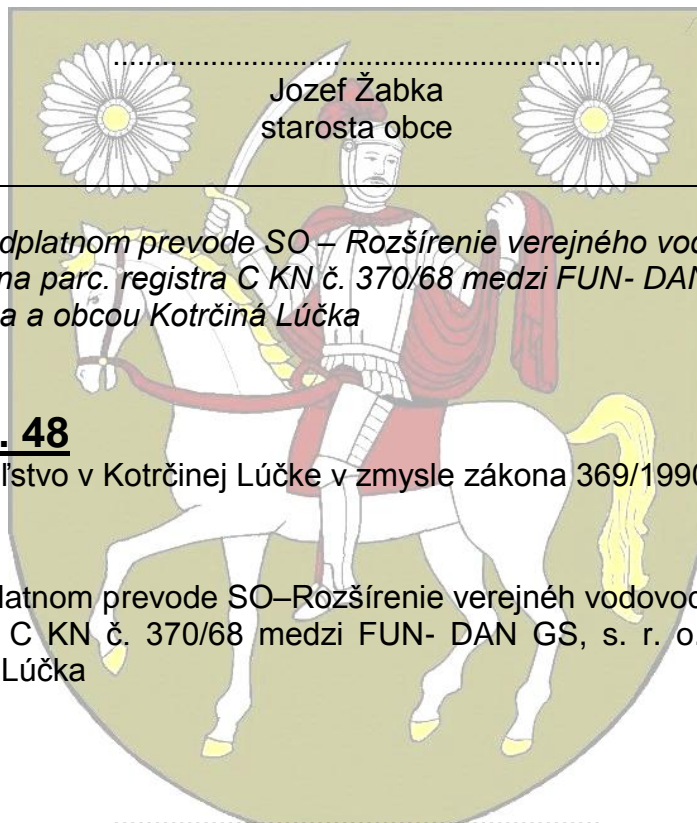 ........................................................
Jozef Žabka
starosta obce
dplatnom prevode SO – Rozšírenie verejného vod
na parc. registra C KN č. 370/68 medzi FUN- DAN
a a obcou Kotrčiná Lúčka
. 48
ľstvo v Kotrčinej Lúčke v zmysle zákona 369/1990
latnom prevode SO–Rozšírenie verejnéh vodovod
C KN č. 370/68 medzi FUN- DAN GS, s. r. o.
Lúčka
........................................................